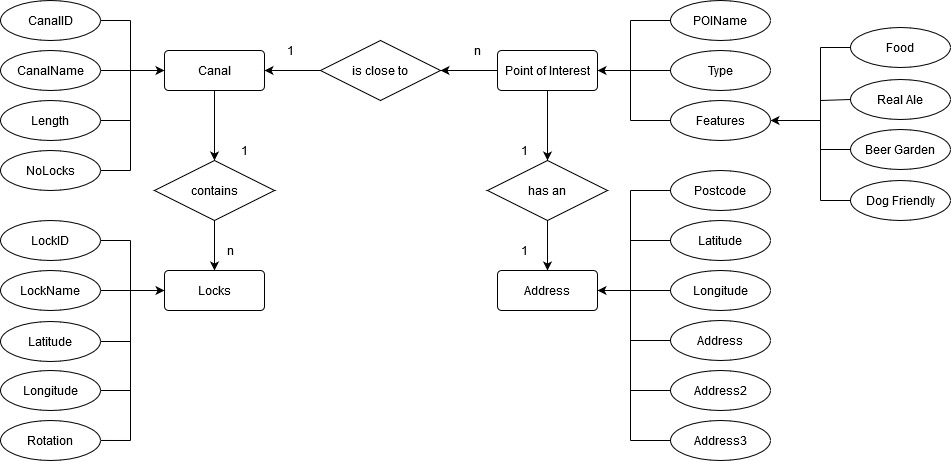 CanalID
CanalName
Length
NoLocks
Canal
1
is close to
n
Point of Interest
POIName
Type
Features
Food
Real Ale
Beer Garden
Dog Friendly
1
contains
n
Locks
LockID
LockName
Latitude
Longitude
Rotation
1
has an
1
Address
Postcode
Latitude
Longitude
Address
Address2
Address3